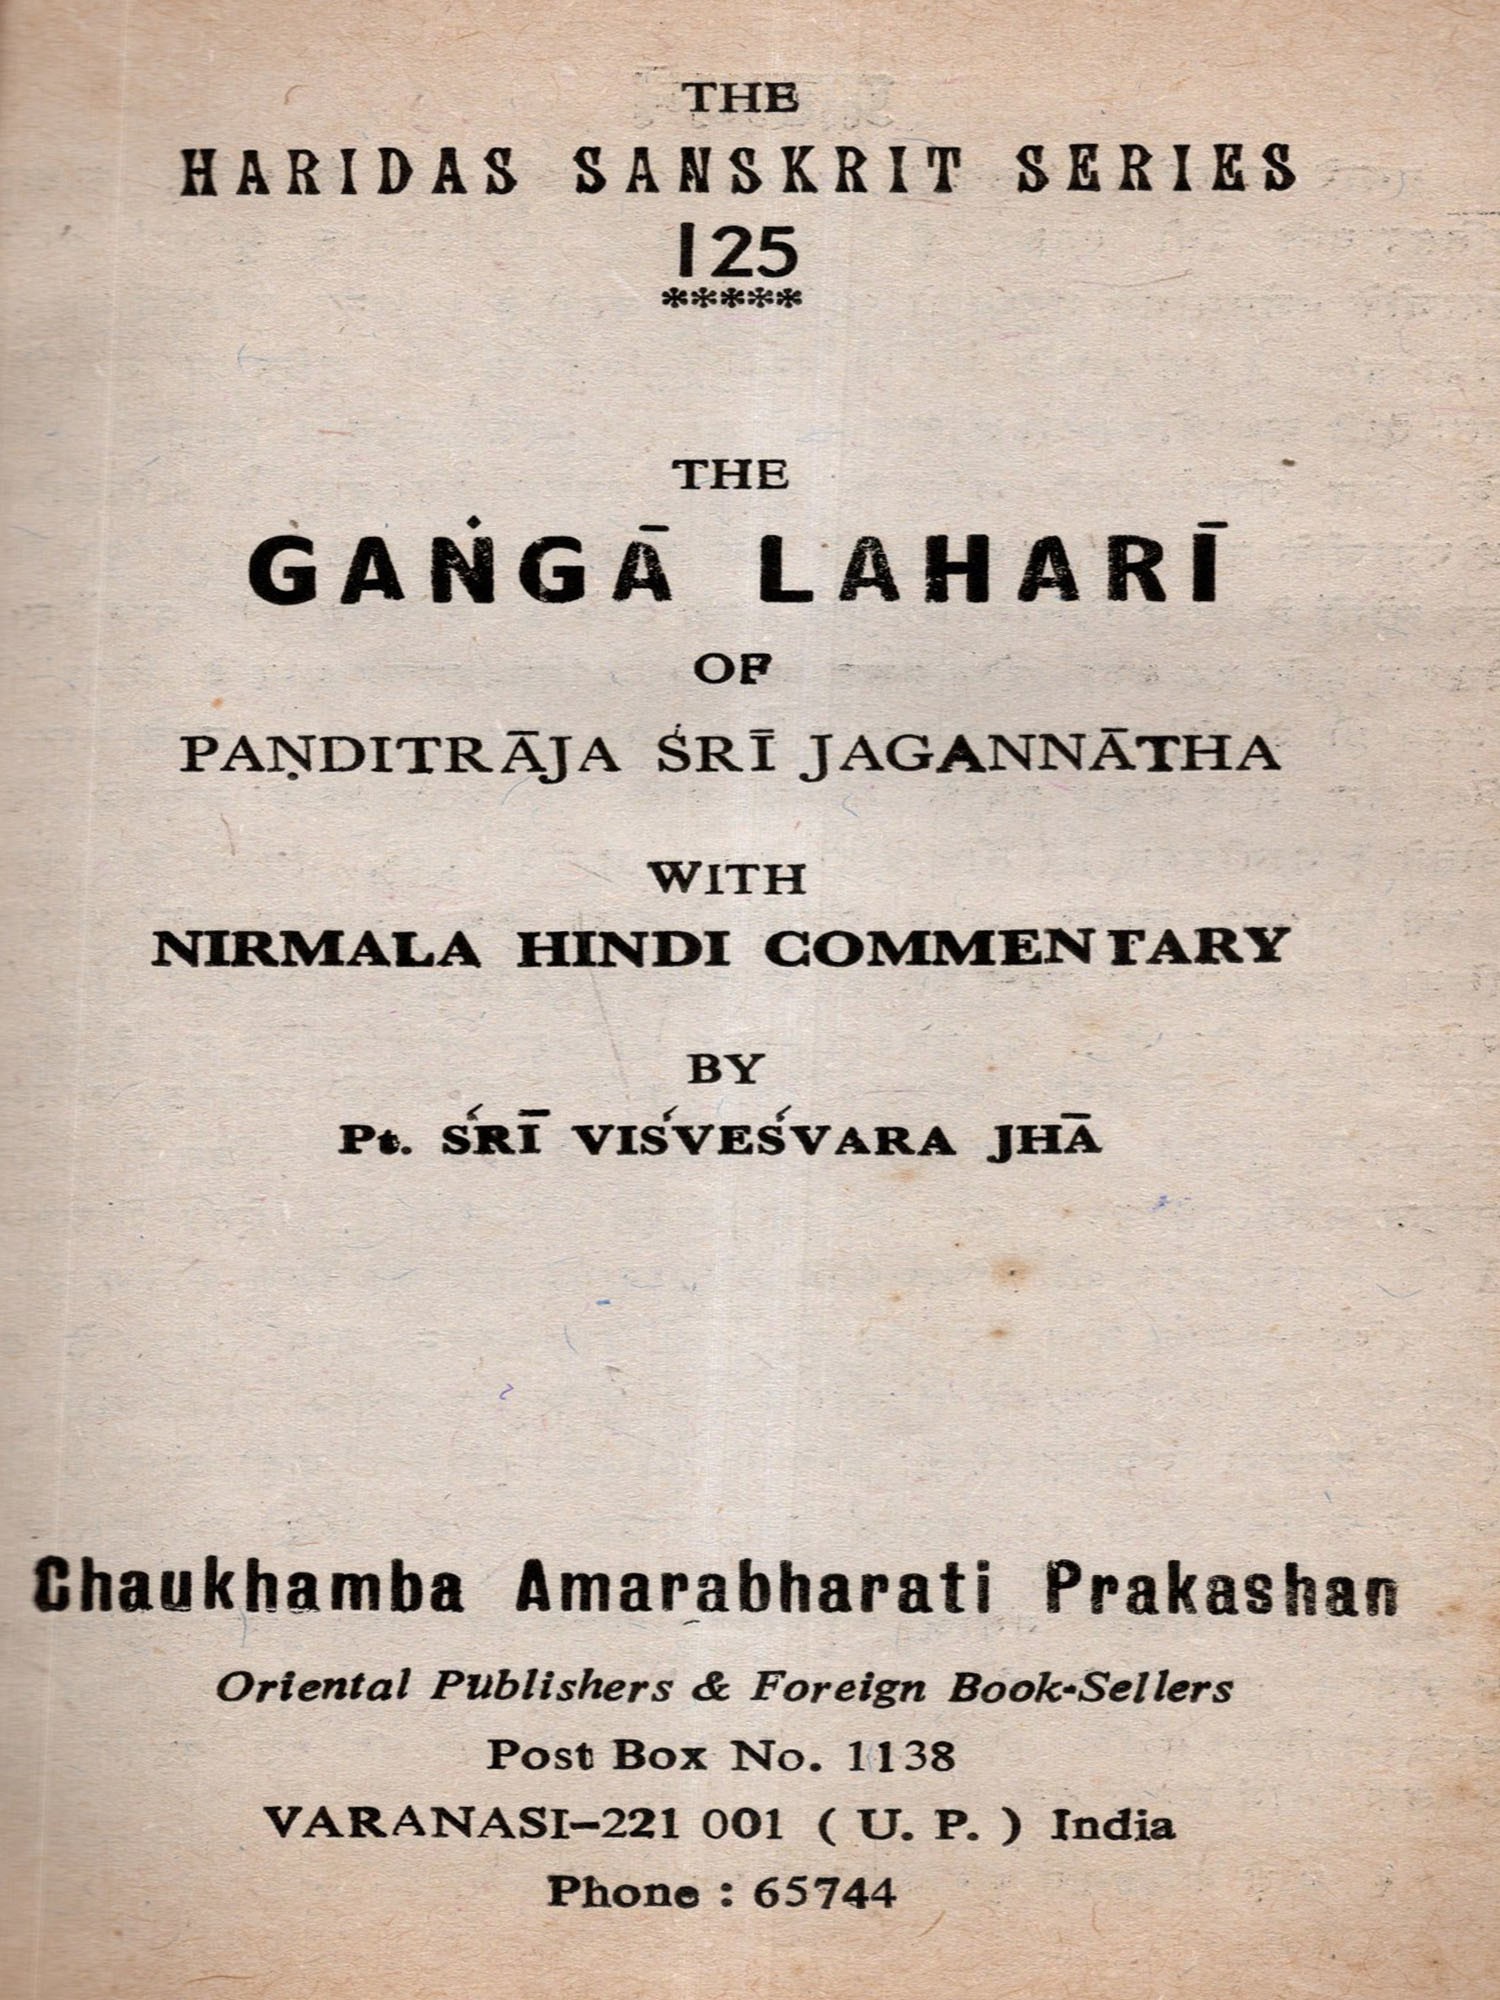 THE
HARIDAS SANSKRIT SERIES
125
*****
THE
GAṄGĀ LAHARĪ
OF
PAṆDITRĀJA ŚRĪ JAGANNĀTHA
WITH
NIRMALA HINDI COMMENTARY
BY
Pt. ŚRĪ VIŚVEŚVARA JHĀ
Chaukhamba Amarabharati Prakashan
Oriental Publishers & Foreign Book-Sellers
Post Box No. 1138
VARANASI–221 001 ( U. P. ) India
Phone : 65744